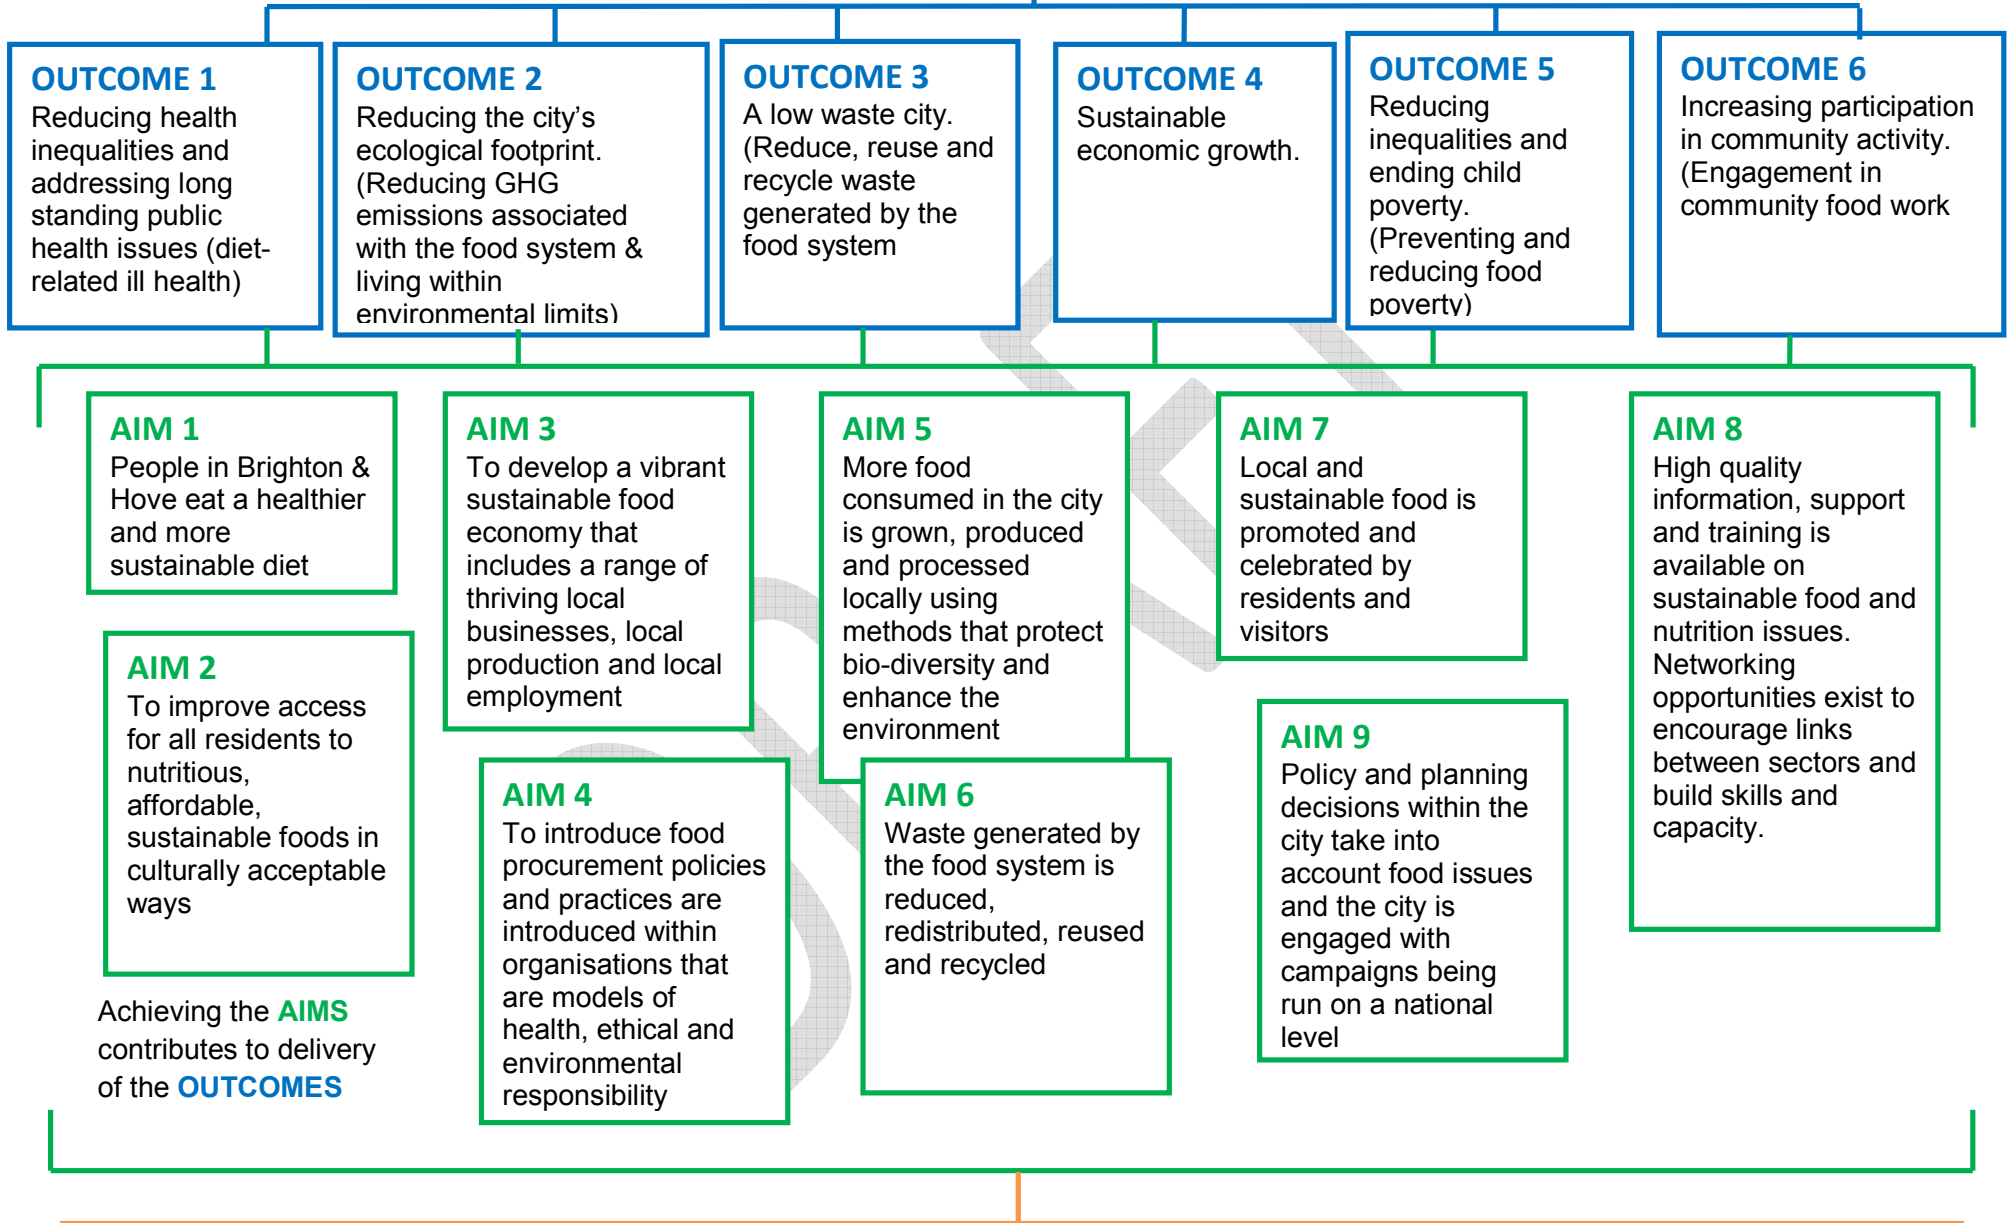 OUTCOME 1
Reducing health
inequalities and
addressing long
standing public
health issues (diet-
related ill health)
OUTCOME 2
Reducing the city’s
ecological footprint.
(Reducing GHG
emissions associated
with the food system &
living within
environmental limits)
OUTCOME 3
A low waste city.
(Reduce, reuse and
recycle waste
generated by the
food system
OUTCOME 4
Sustainable
economic growth.
OUTCOME 5
Reducing
inequalities and
ending child
poverty.
(Preventing and
reducing food
poverty)
OUTCOME 6
Increasing participation
in community activity.
(Engagement in
community food work
AIM 1
People in Brighton &
Hove eat a healthier
and more
sustainable diet
AIM 2
To improve access
for all residents to
nutritious,
affordable,
sustainable foods in
culturally acceptable
ways
AIM 3
To develop a vibrant
sustainable food
economy that
includes a range of
thriving local
businesses, local
production and local
employment
AIM 4
To introduce food
procurement policies
and practices are
introduced within
organisations that
are models of
health, ethical and
environmental
responsibility
AIM 5
More food
consumed in the city
is grown, produced
and processed
locally using
methods that protect
bio-diversity and
enhance the
environment
AIM 6
Waste generated by
the food system is
reduced,
redistributed, reused
and recycled
AIM 7
Local and
sustainable food is
promoted and
celebrated by
residents and
visitors
AIM 9
Policy and planning
decisions within the
city take into
account food issues
and the city is
engaged with
campaigns being
run on a national
level
AIM 8
High quality
information, support
and training is
available on
sustainable food and
nutrition issues.
Networking
opportunities exist to
encourage links
between sectors and
build skills and
capacity.
Achieving the AIMS
contributes to delivery
of the OUTCOMES